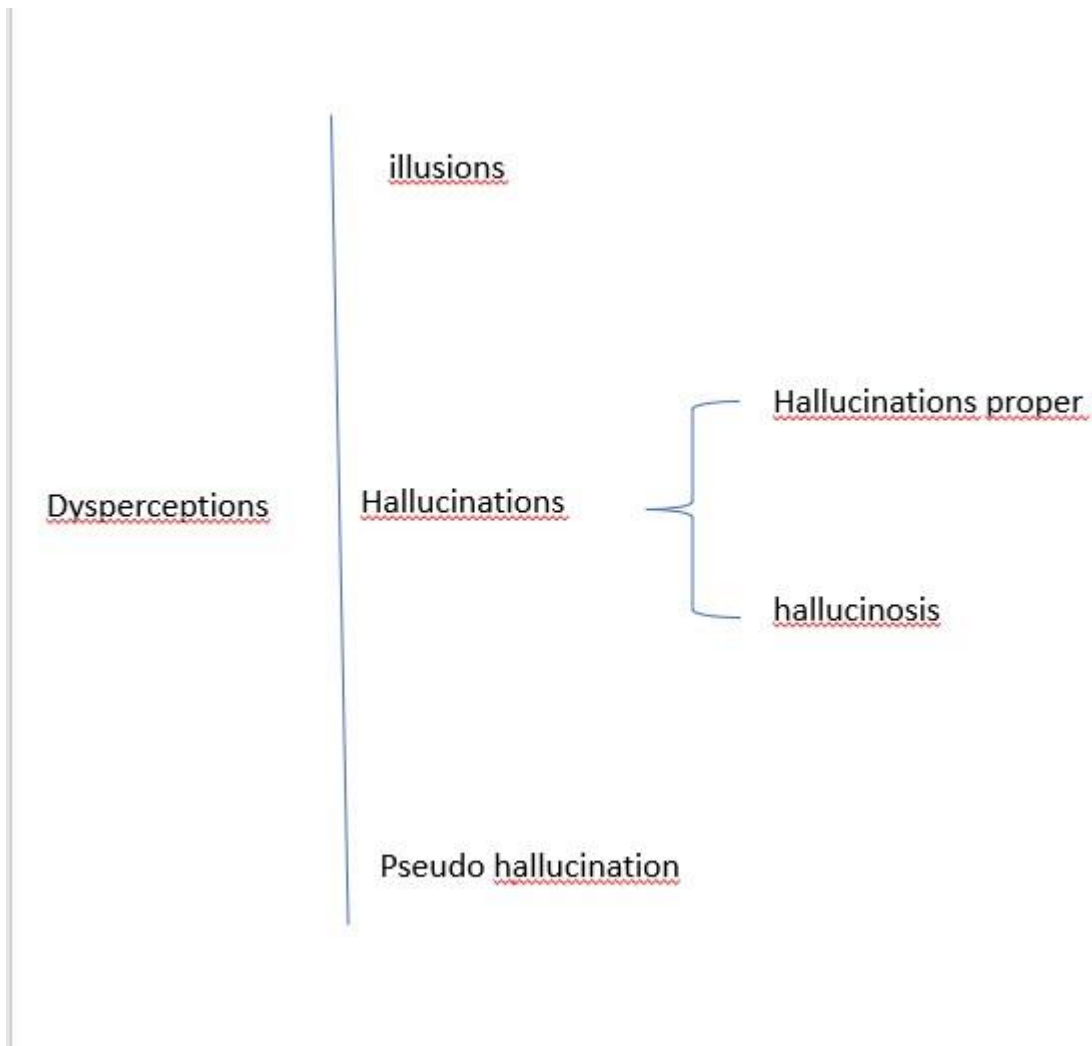 illusions
Hallucinations proper
Dysperceptions
Hallucinations
hallucinosis
Pseudo hallucination